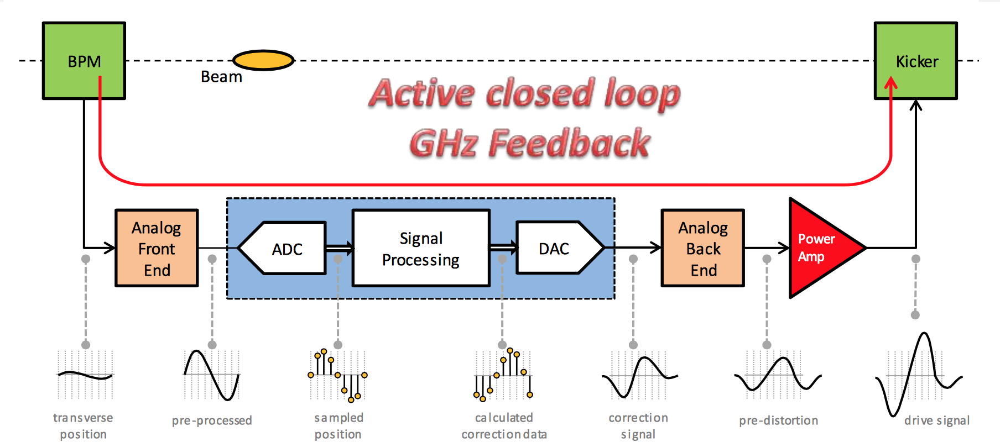 BPM
Beam
Kicker
Active closed loop
GHz Feedback
Analog
Front
End
ADC
Signal
Processing
DAC
Analog
Back
End
Power
Amp
transverse
position
pre-processed
sampled
position
calculated
correction data
correction
signal
pre-distortion
drive signal